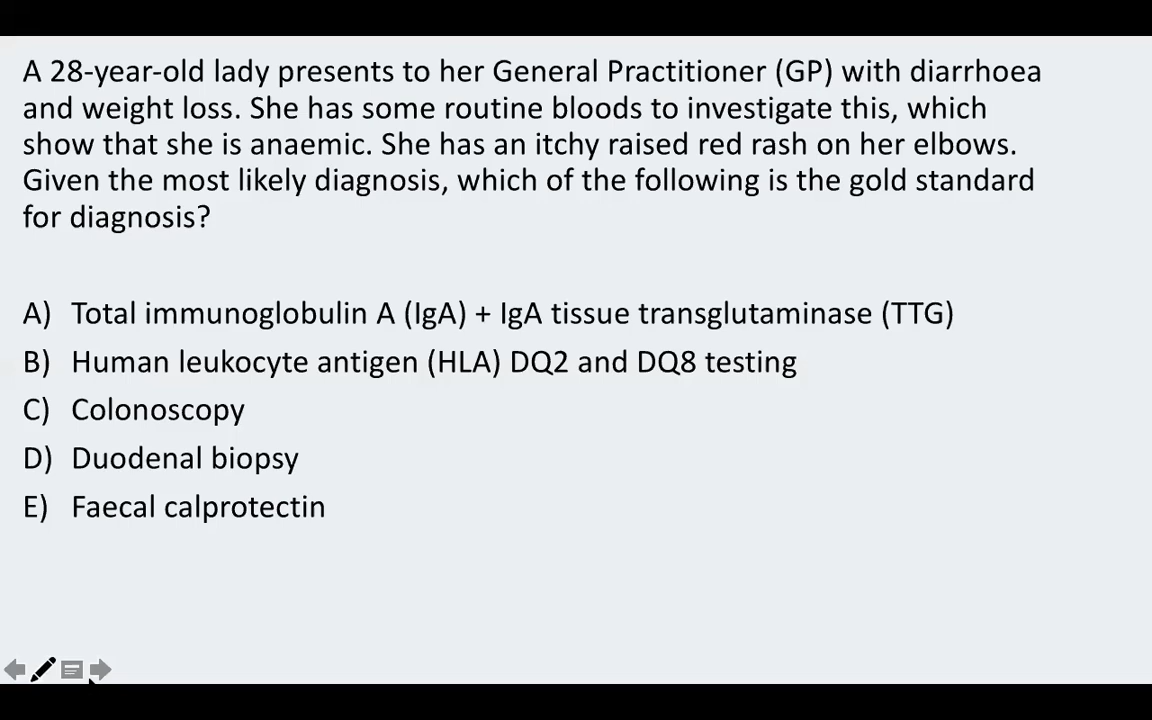 A 28-year-old lady presents to her General Practitioner (GP) with diarrhoea
and weight loss. She has some routine bloods to investigate this, which
show that she is anaemic. She has an itchy raised red rash on her elbows.
Given the most likely diagnosis, which of the following is the gold standard
for diagnosis?
A) Total immunoglobulin A (IgA) + IgA tissue transglutaminase (TTG)
B) Human leukocyte antigen (HLA) DQ2 and DQ8 testing
C) Colonoscopy
D) Duodenal biopsy
E) Faecal calprotectin